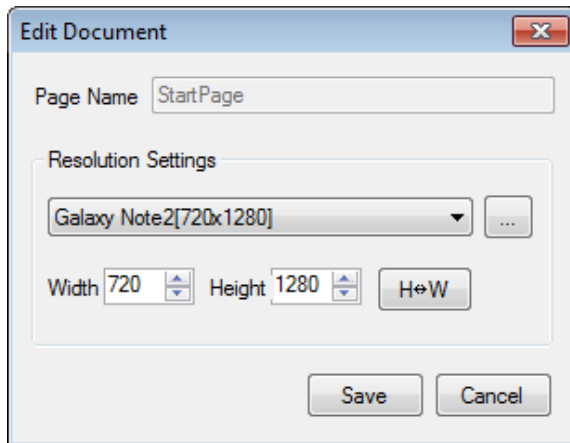 Edit Document
Page Name StartPage
Resolution Settings
Galaxy Note2[720x1280]
...
Width 720 Height 1280 H⇔W
Save Cancel